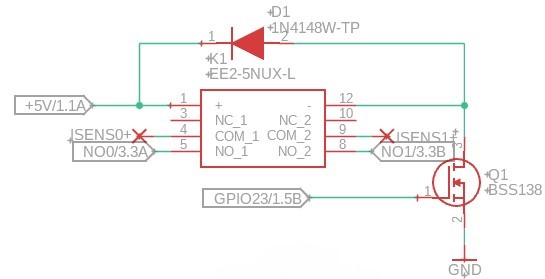 D1
1 2
1N4148W-TP
K1
EE2-5NUX-L
+5V/1.1A
1 + - 12
3 NC_1 NC_2 10
ISENS0+ 4 COM_1 COM_2 9 ISENS1+
NO0/3.3A 5 NO_1 NO_2 8 NO1/3.3B
3
Q1
GPIO23/1.5B 1 BSS138
2
GND